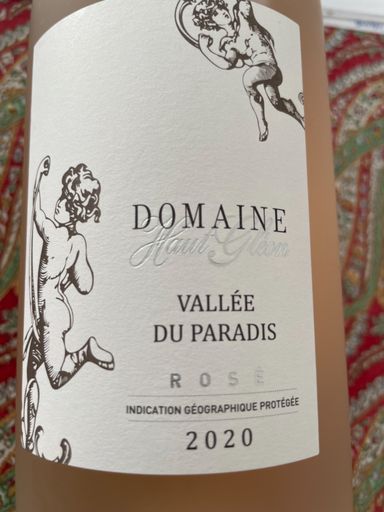 DOMAINE
Haut Gléon
VALLÉE
DU PARADIS
ROSÉ
INDICATION GÉOGRAPHIQUE PROTÉGÉE
2020